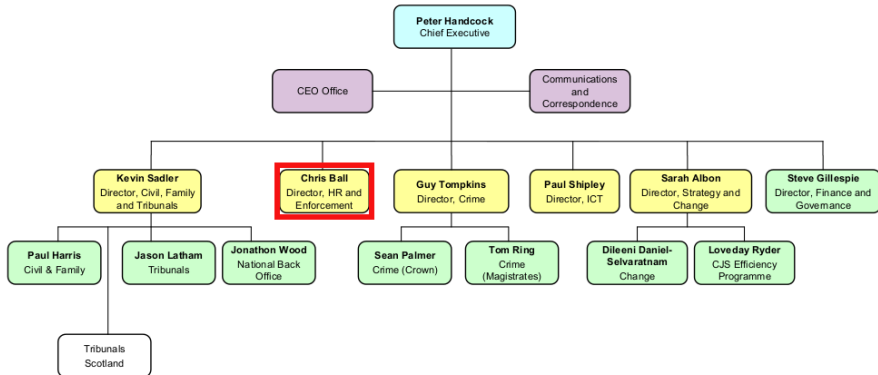 Peter Handcock
Chief Executive
CEO Office
Communications
and
Correspondence
Kevin Sadler
Director, Civil, Family
and Tribunals
Chris Ball
Director, HR and
Enforcement
Guy Tompkins
Director, Crime
Paul Shipley
Director, ICT
Sarah Albon
Director, Strategy and
Change
Steve Gillespie
Director, Finance and
Governance
Paul Harris
Civil & Family
Jason Latham
Tribunals
Jonathon Wood
National Back
Office
Sean Palmer
Crime (Crown)
Tom Ring
Crime
(Magistrates)
Dileeni Daniel-
Selvaratnam
Change
Loveday Ryder
CJS Efficiency
Programme
Tribunals
Scotland